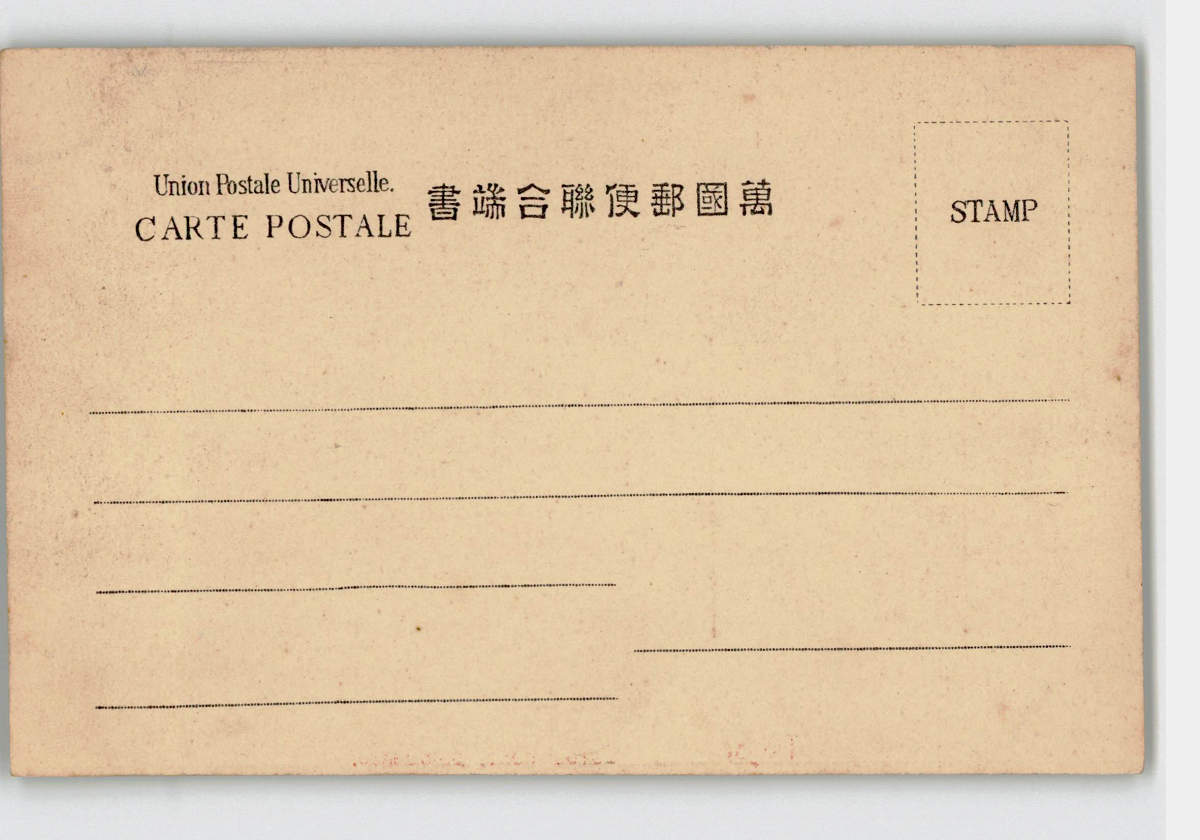 Union Postale Universelle.
CARTE POSTALE
萬國郵便聯合端書
STAMP